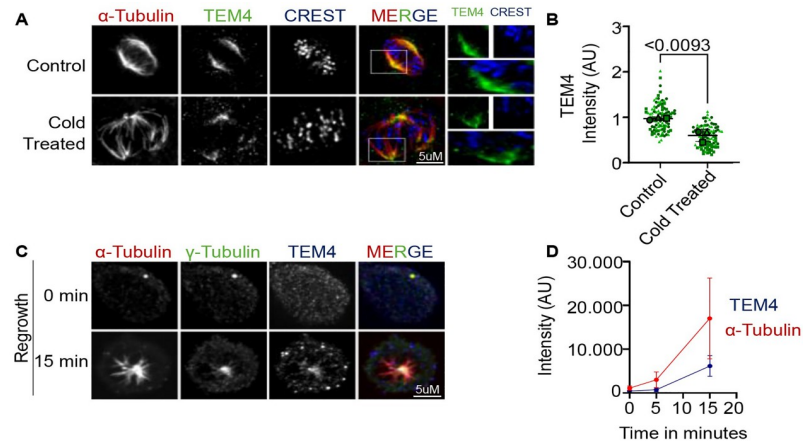 A
α-Tubulin TEM4 CREST MERGE TEM4 CREST
Control
Cold
Treated
5uM
B
<0.0093
TEM4
Intensity (AU)
3
2
1
0
Control
Cold Treated
C
α-Tubulin γ-Tubulin TEM4 MERGE
Regrowth
0 min
15 min
5uM
D
30.000
20.000
10.000
0
Intensity (AU)
TEM4
α-Tubulin
0 5 10 15 20
Time in minutes